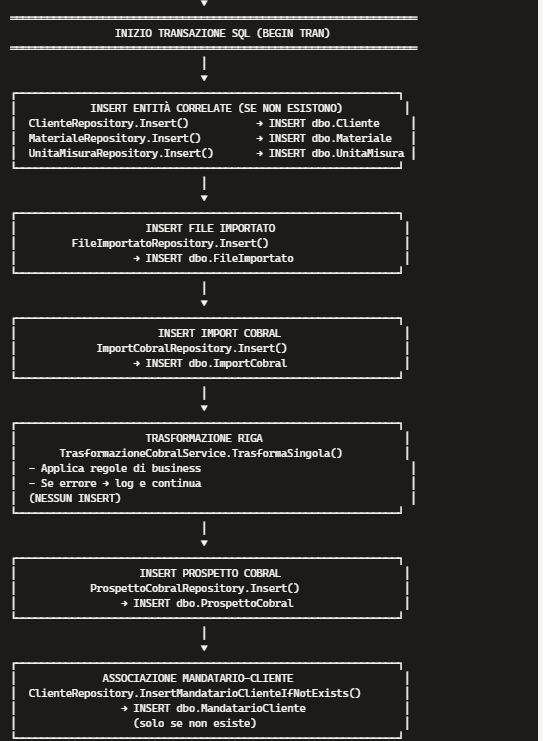 INIZIO TRANSAZIONE SQL (BEGIN TRAN)
INSERT ENTITÀ CORRELATE (SE NON ESISTONO)
ClienteRepository.Insert() → INSERT dbo.Cliente
MaterialeRepository.Insert() → INSERT dbo.Materiale
UnitaMisuraRepository.Insert() → INSERT dbo.UnitaMisura
INSERT FILE IMPORTATO
FileImportatoRepository.Insert()
→ INSERT dbo.FileImportato
INSERT IMPORT COBRAL
ImportCobralRepository.Insert()
→ INSERT dbo.ImportCobral
TRASFORMAZIONE RIGA
TrasformazioneCobralService.TrasformaSingola()
- Applica regole di business
- Se errore → log e continua
(NESSUN INSERT)
INSERT PROSPETTO COBRAL
ProspettoCobralRepository.Insert()
→ INSERT dbo.ProspettoCobral
ASSOCIAZIONE MANDATARIO-CLIENTE
ClienteRepository.InsertMandatarioClienteIfNotExists()
→ INSERT dbo.MandatarioCliente
(solo se non esiste)